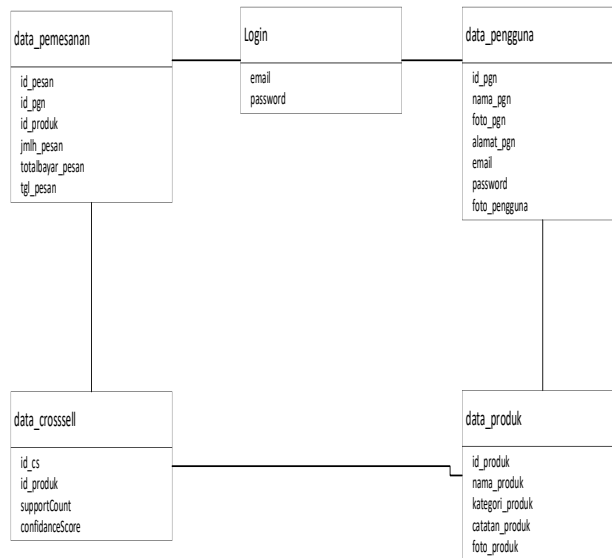 data_pemesanan
id_pesan
id_pgn
id_produk
jmlh_pesan
totalbayar_pesan
tgl_pesan
Login
email
password
data_pengguna
id_pgn
nama_pgn
foto_pgn
alamat_pgn
email
password
foto_pengguna
data_crosssell
id_cs
id_produk
supportCount
confidanceScore
data_produk
id_produk
nama_produk
kategori_produk
catatan_produk
foto_produk